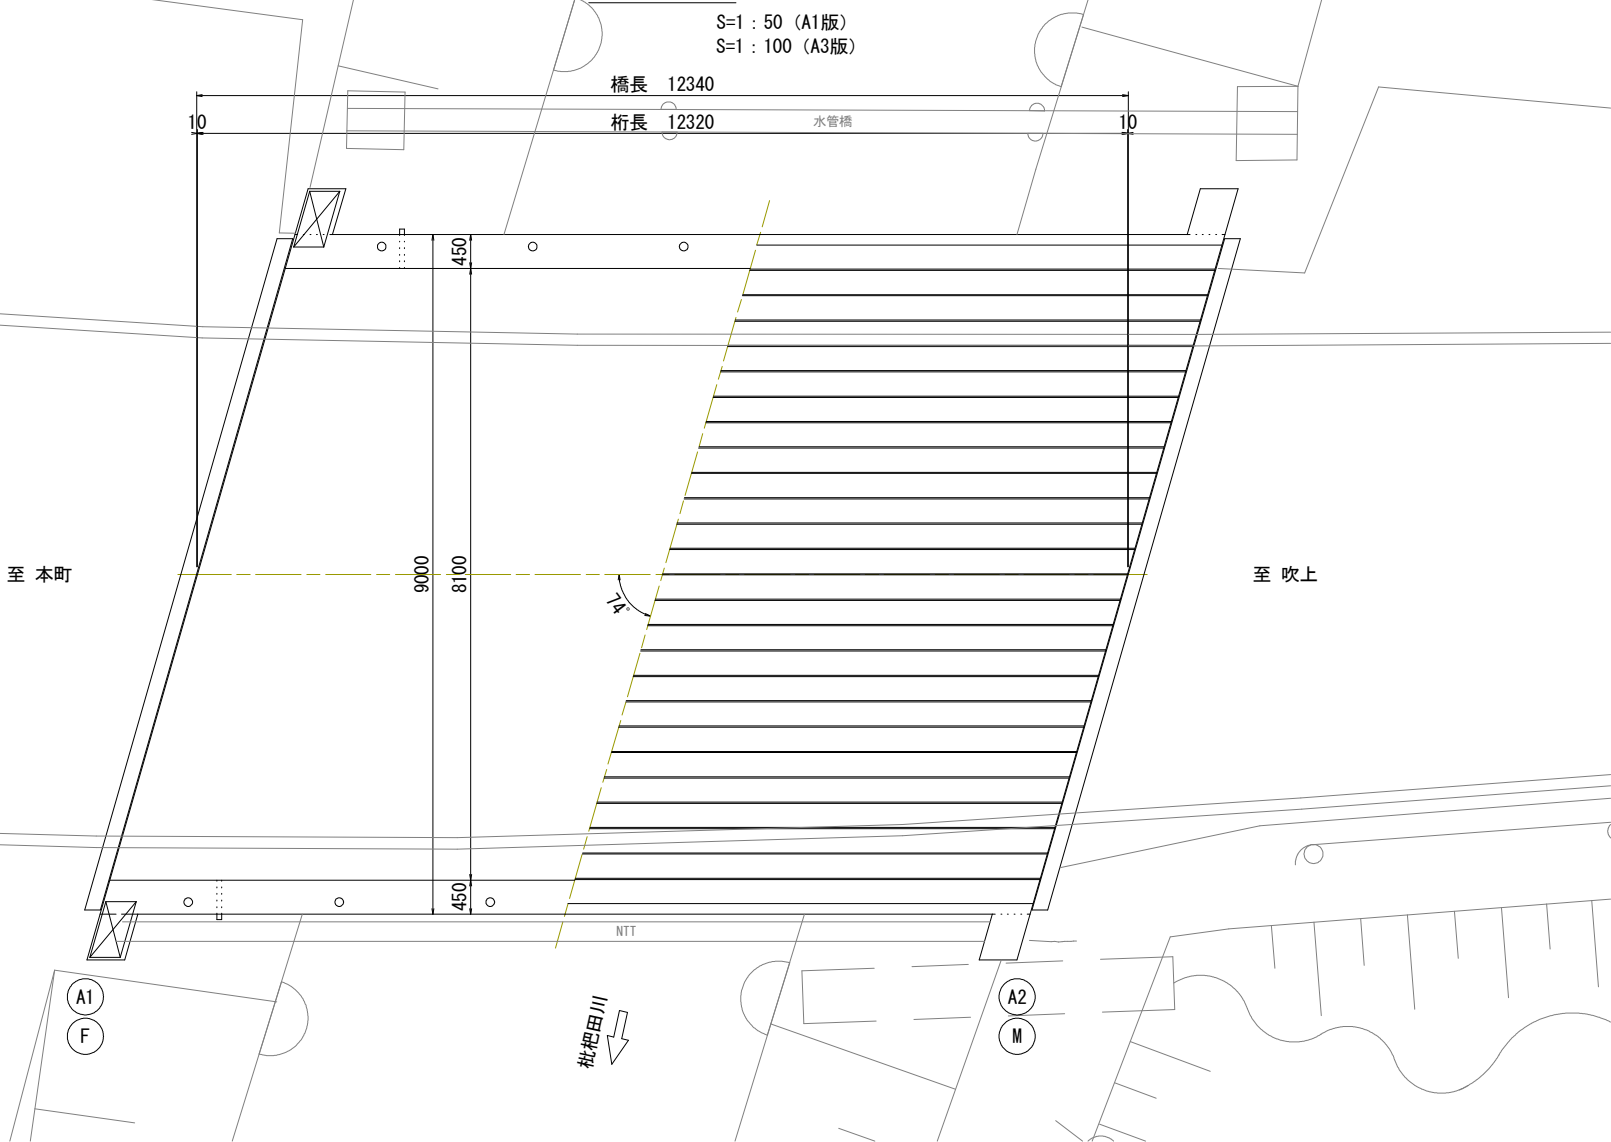 S=1：50（A1版）
S=1：100（A3版）
橋長　12340
10
桁長　12320
水管橋
10
450
9000
8100
74°
至 本町
至 吹上
450
NTT
A1
F
枇杷田川
A2
M